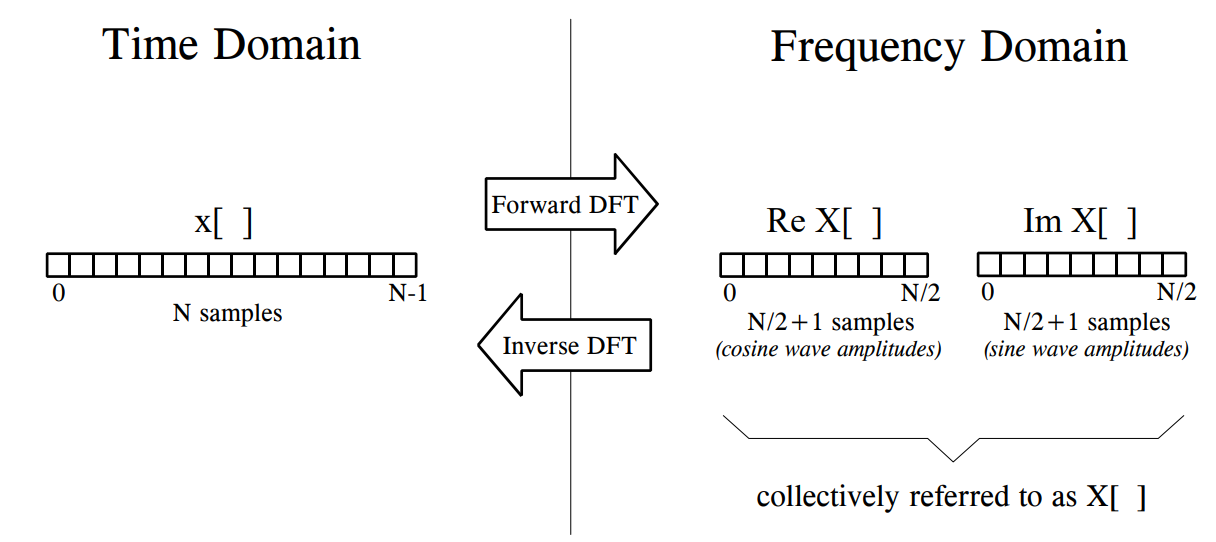 Time Domain
Frequency Domain
x[ ]
0
N-1
N samples
Forward DFT
Inverse DFT
Re X[ ]
0
N/2
N/2+1 samples
(cosine wave amplitudes)
Im X[ ]
0
N/2
N/2+1 samples
(sine wave amplitudes)
collectively referred to as X[ ]